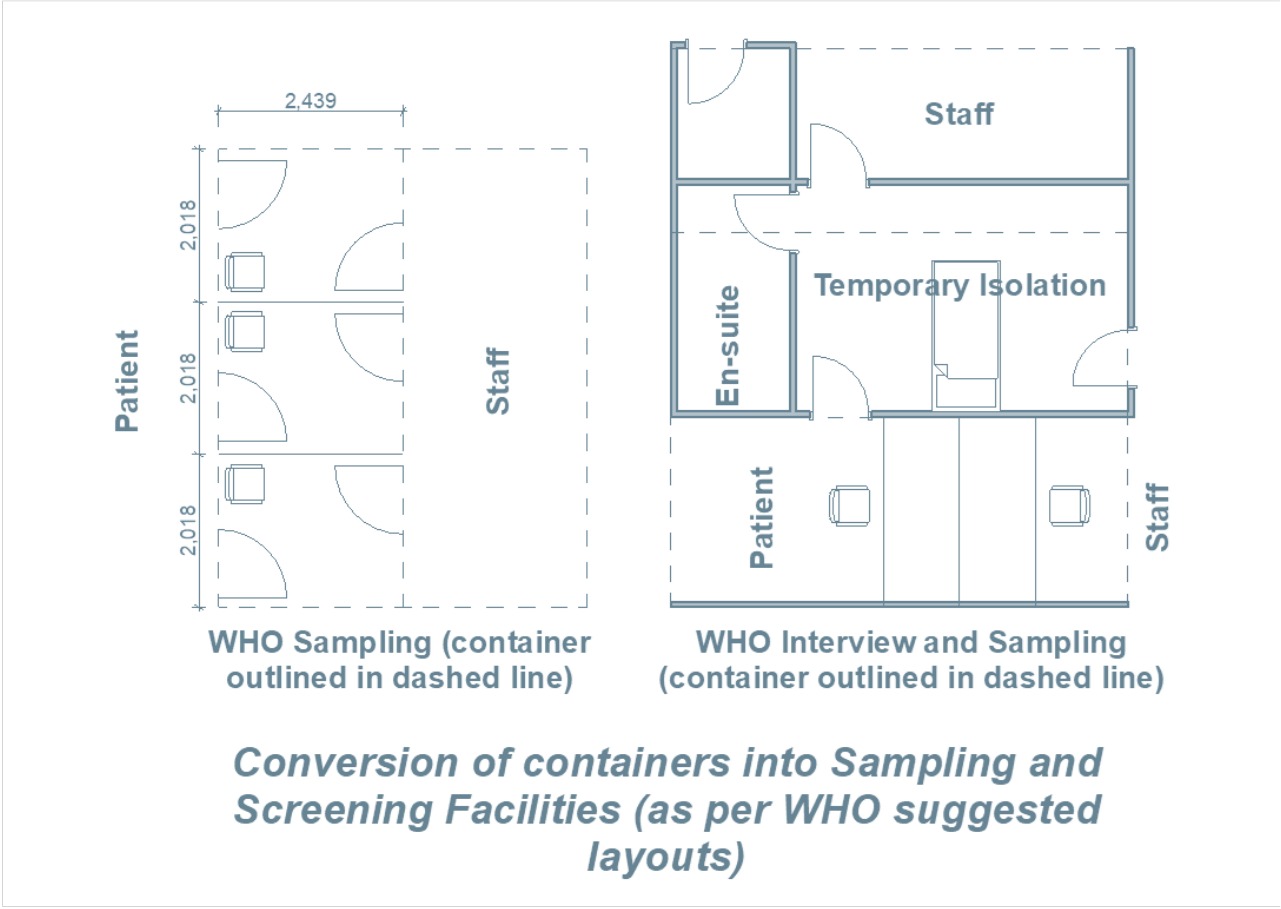 2,439
2,018
2,018
2,018
Patient
Staff
WHO Sampling (container
outlined in dashed line)
Staff
Temporary Isolation
En-suite
Patient
Staff
WHO Interview and Sampling
(container outlined in dashed line)
Conversion of containers into Sampling and
Screening Facilities (as per WHO suggested
layouts)